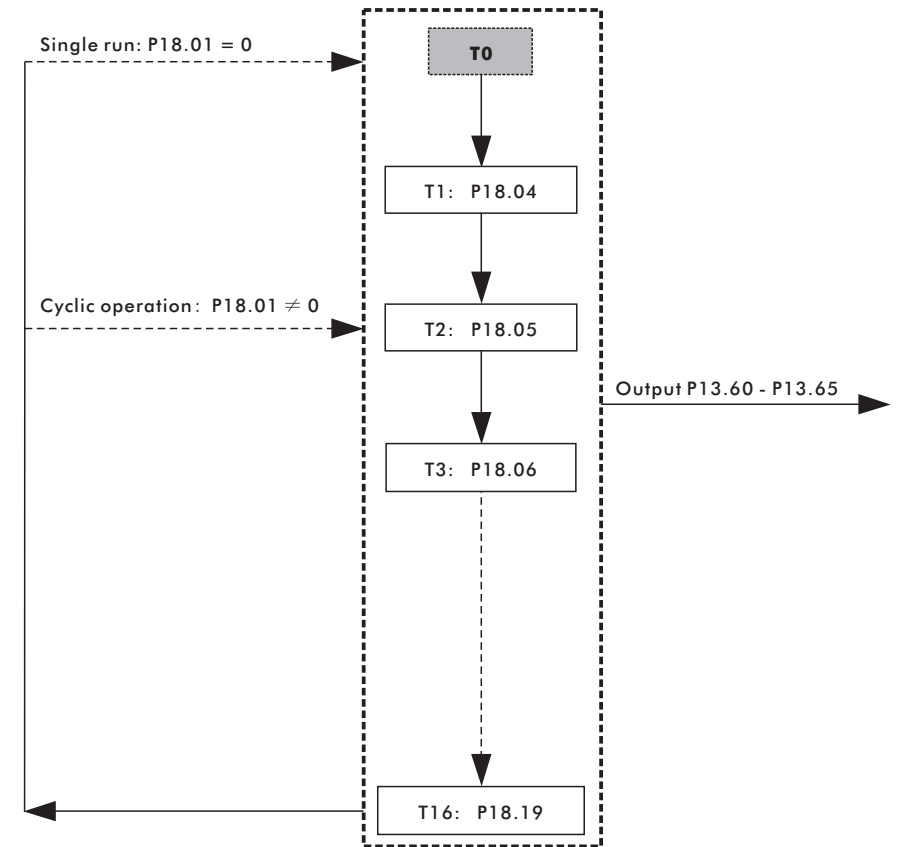 Single run: P18.01 = 0
T0
T1: P18.04
Cyclic operation: P18.01 ≠ 0
T2: P18.05
Output P13.60 - P13.65
T3: P18.06
T16: P18.19